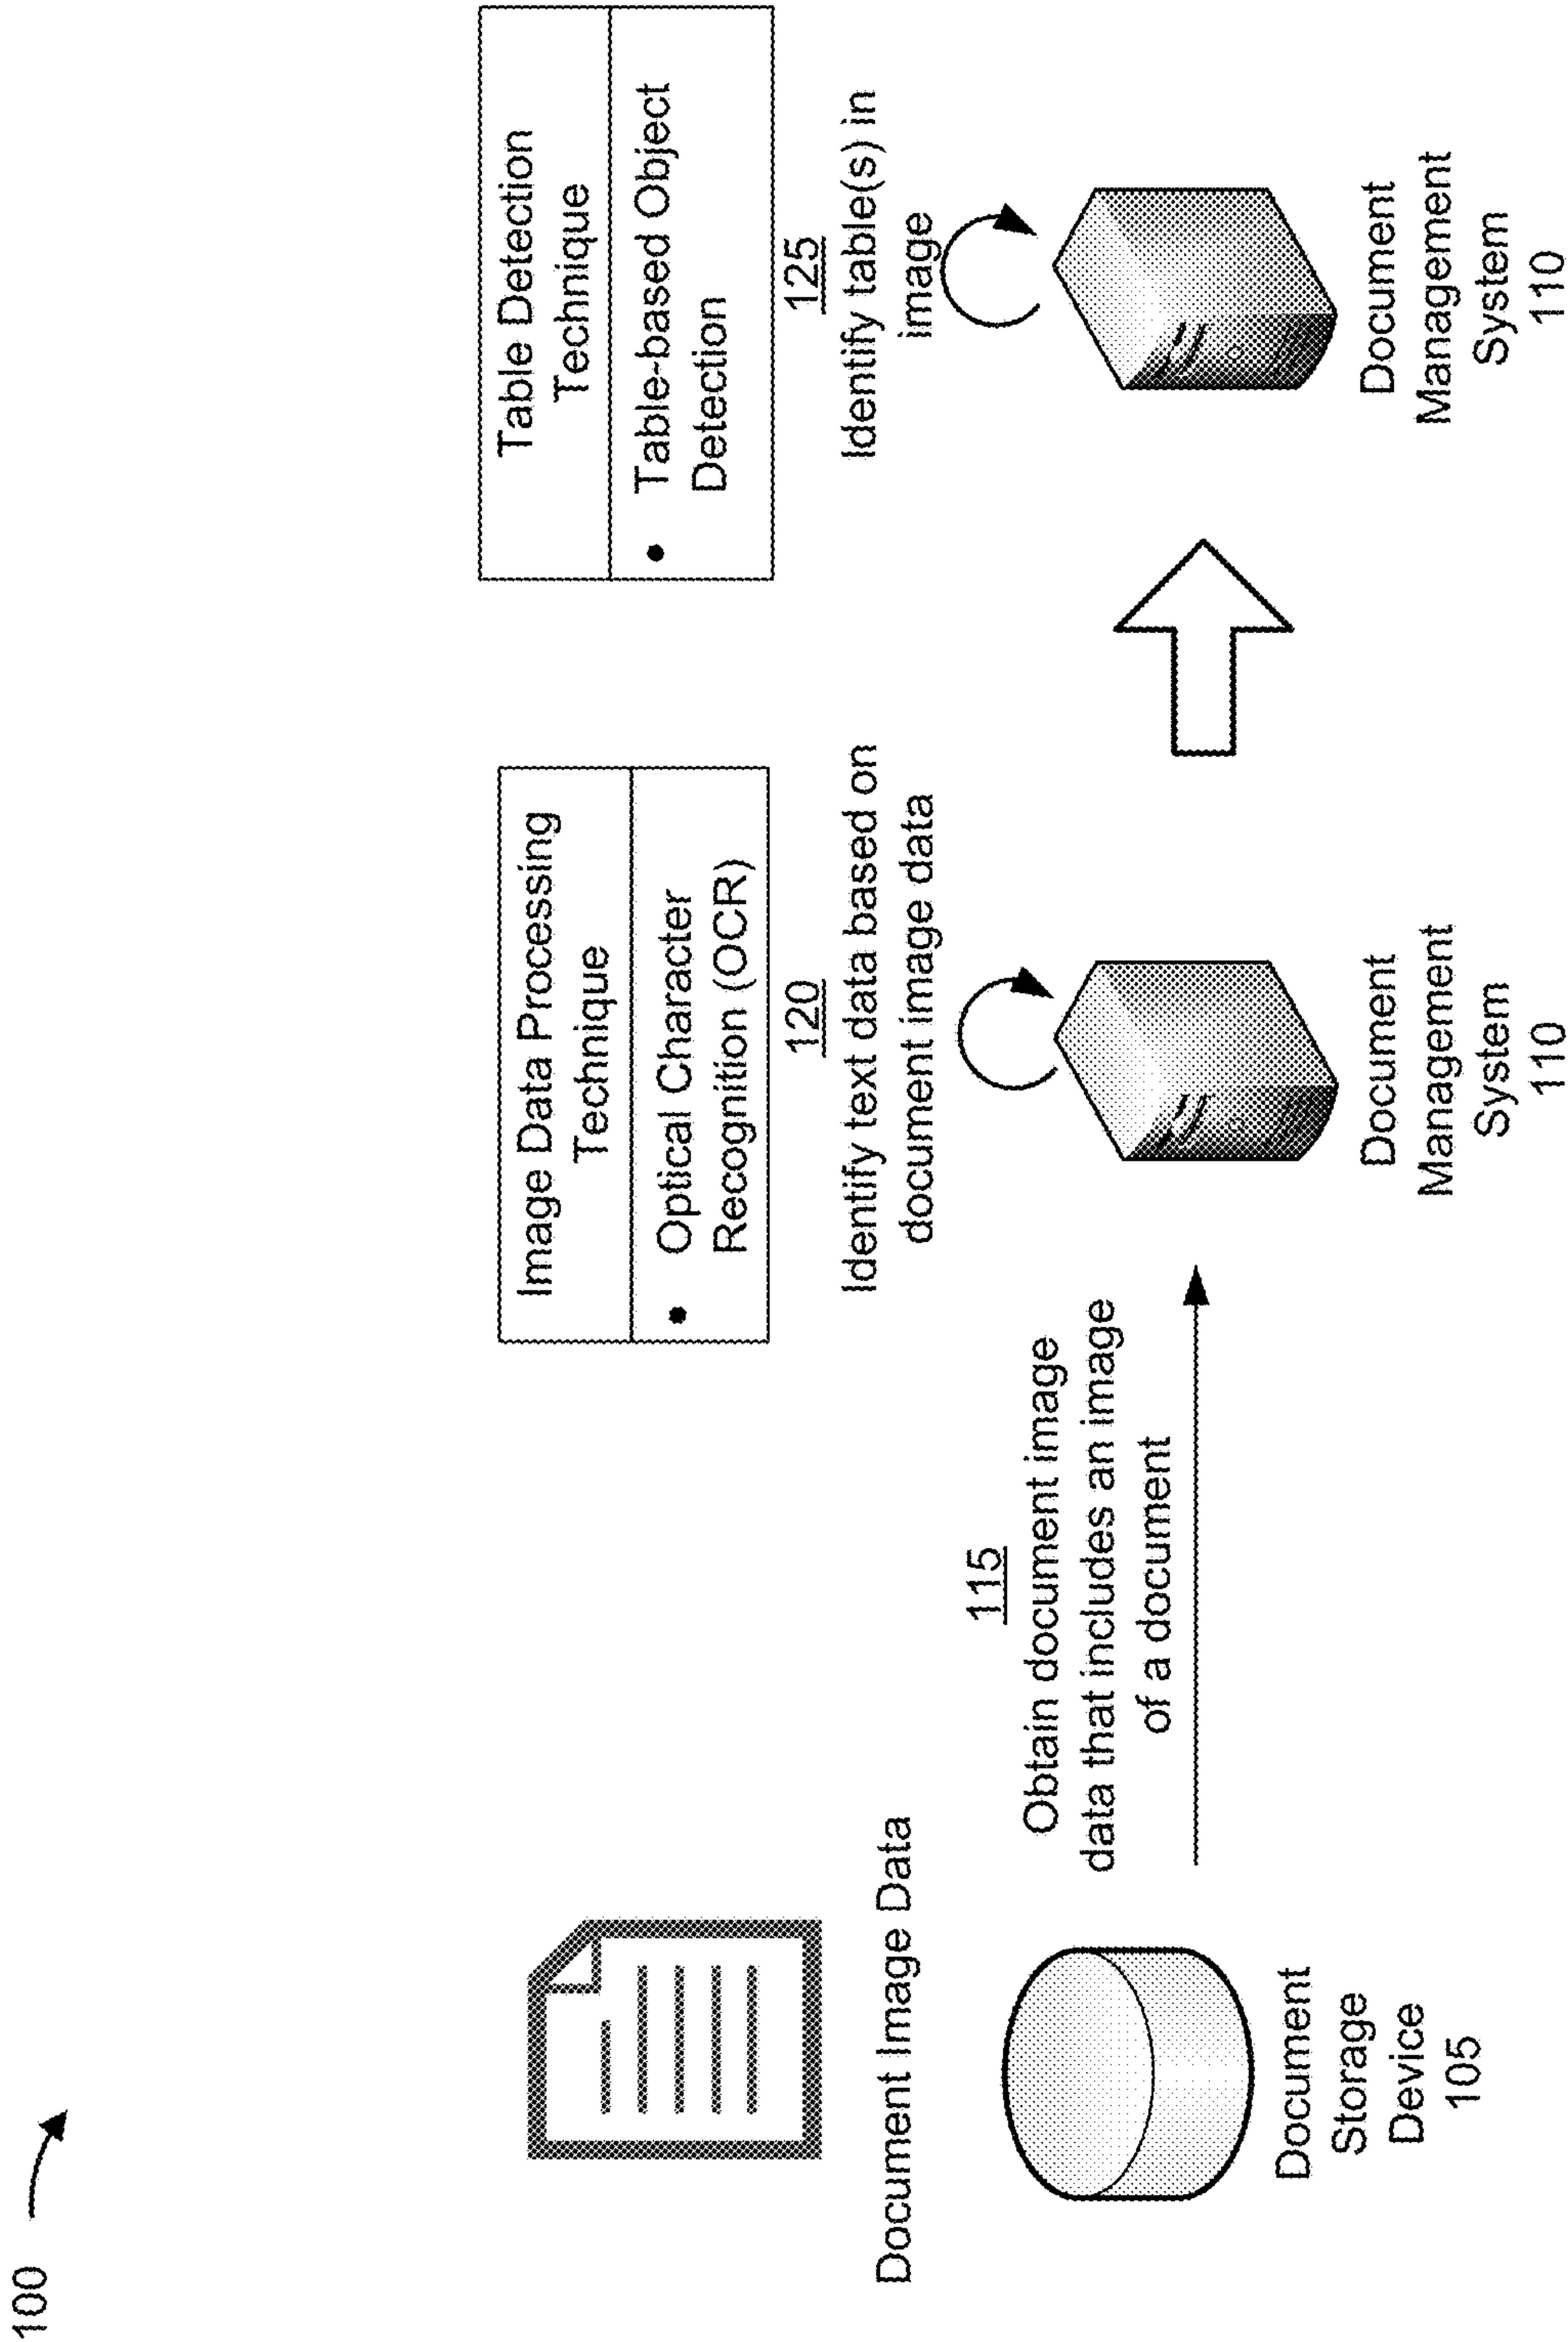 100
Document Image Data
Document
Storage
Device
105
115
Obtain document image
data that includes an image
of a document
Image Data Processing
Technique
• Optical Character
Recognition (OCR)
120
Identify text data based on
document image data
Document
Management
System
110
Table Detection
Technique
• Table-based Object
Detection
125
Identify table(s) in
image
Document
Management
System
110